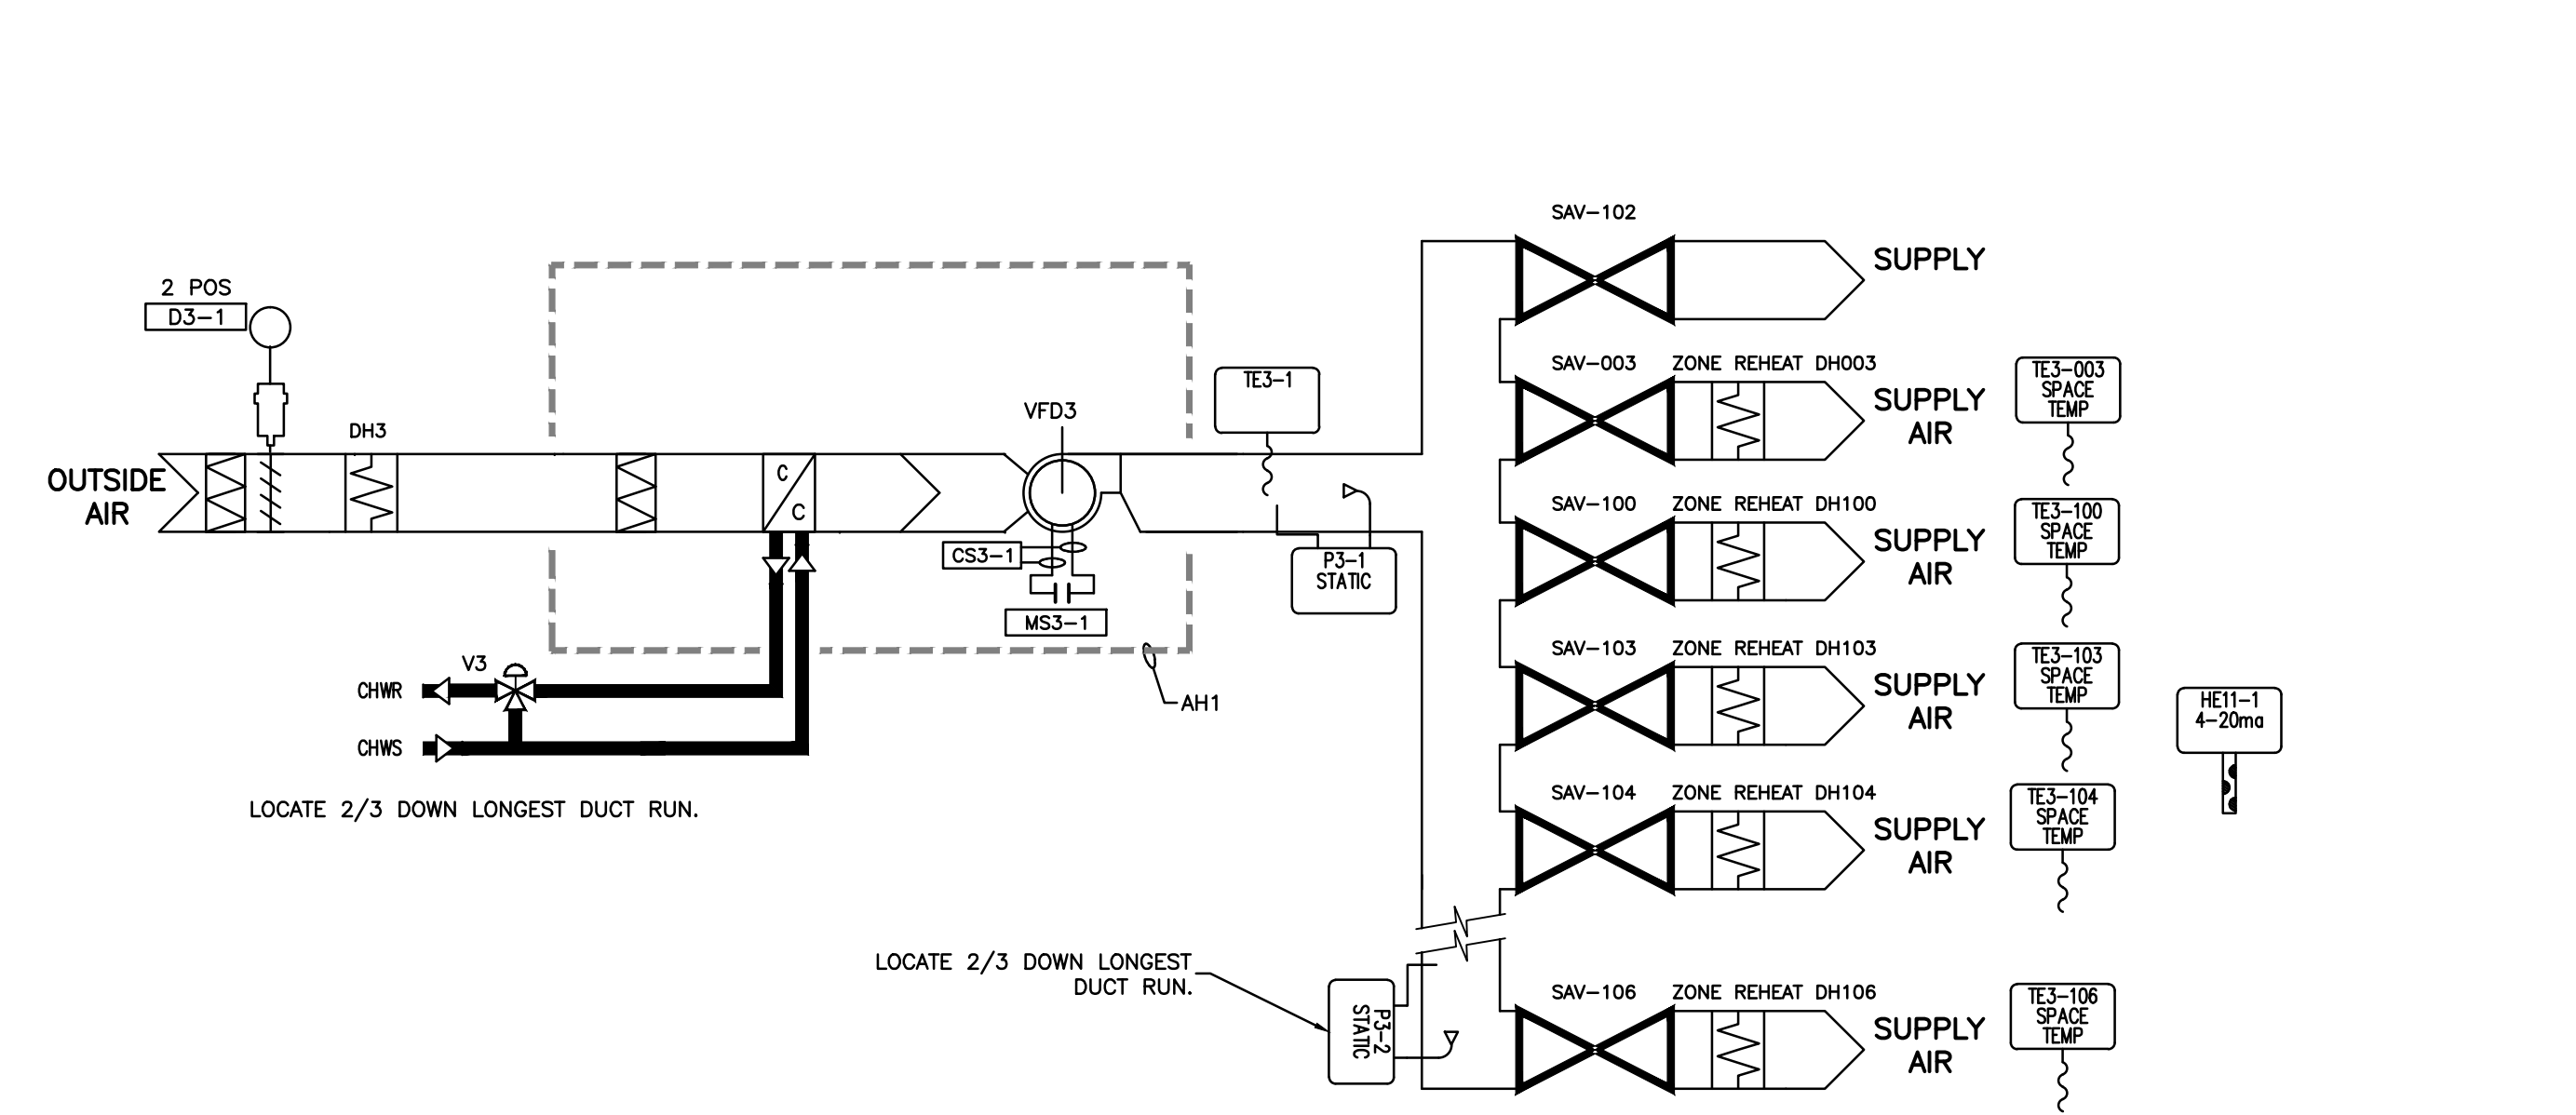 SAV-102
SUPPLY
2 POS
D3-1
SAV-003
ZONE REHEAT DH003
TE3-003
SPACE
TEMP
TE3-1
SUPPLY
AIR
VFD3
DH3
OUTSIDE
AIR
C
C
SAV-100
ZONE REHEAT DH100
TE3-100
SPACE
TEMP
SUPPLY
AIR
CS3-1
P3-1
STATIC
MS3-1
SAV-103
ZONE REHEAT DH103
TE3-103
SPACE
TEMP
SUPPLY
AIR
V3
CHWR
AH1
HE11-1
4-20ma
CHWS
LOCATE 2/3 DOWN LONGEST DUCT RUN.
SAV-104
ZONE REHEAT DH104
TE3-104
SPACE
TEMP
SUPPLY
AIR
LOCATE 2/3 DOWN LONGEST
DUCT RUN.
P3-2
STATIC
SAV-106
ZONE REHEAT DH106
TE3-106
SPACE
TEMP
SUPPLY
AIR